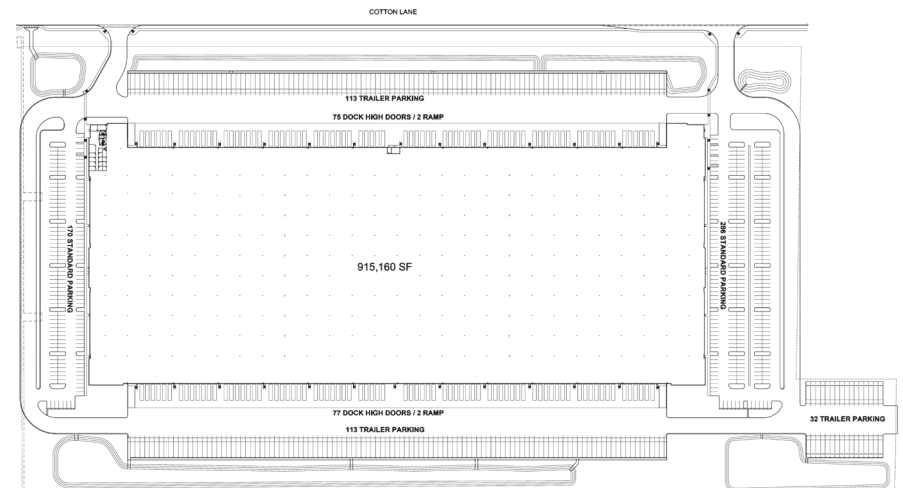 COTTON LANE
113 TRAILER PARKING
75 DOCK HIGH DOORS / 2 RAMP
170 STANDARD PARKING
915,160 SF
286 STANDARD PARKING
77 DOCK HIGH DOORS / 2 RAMP
113 TRAILER PARKING
32 TRAILER PARKING